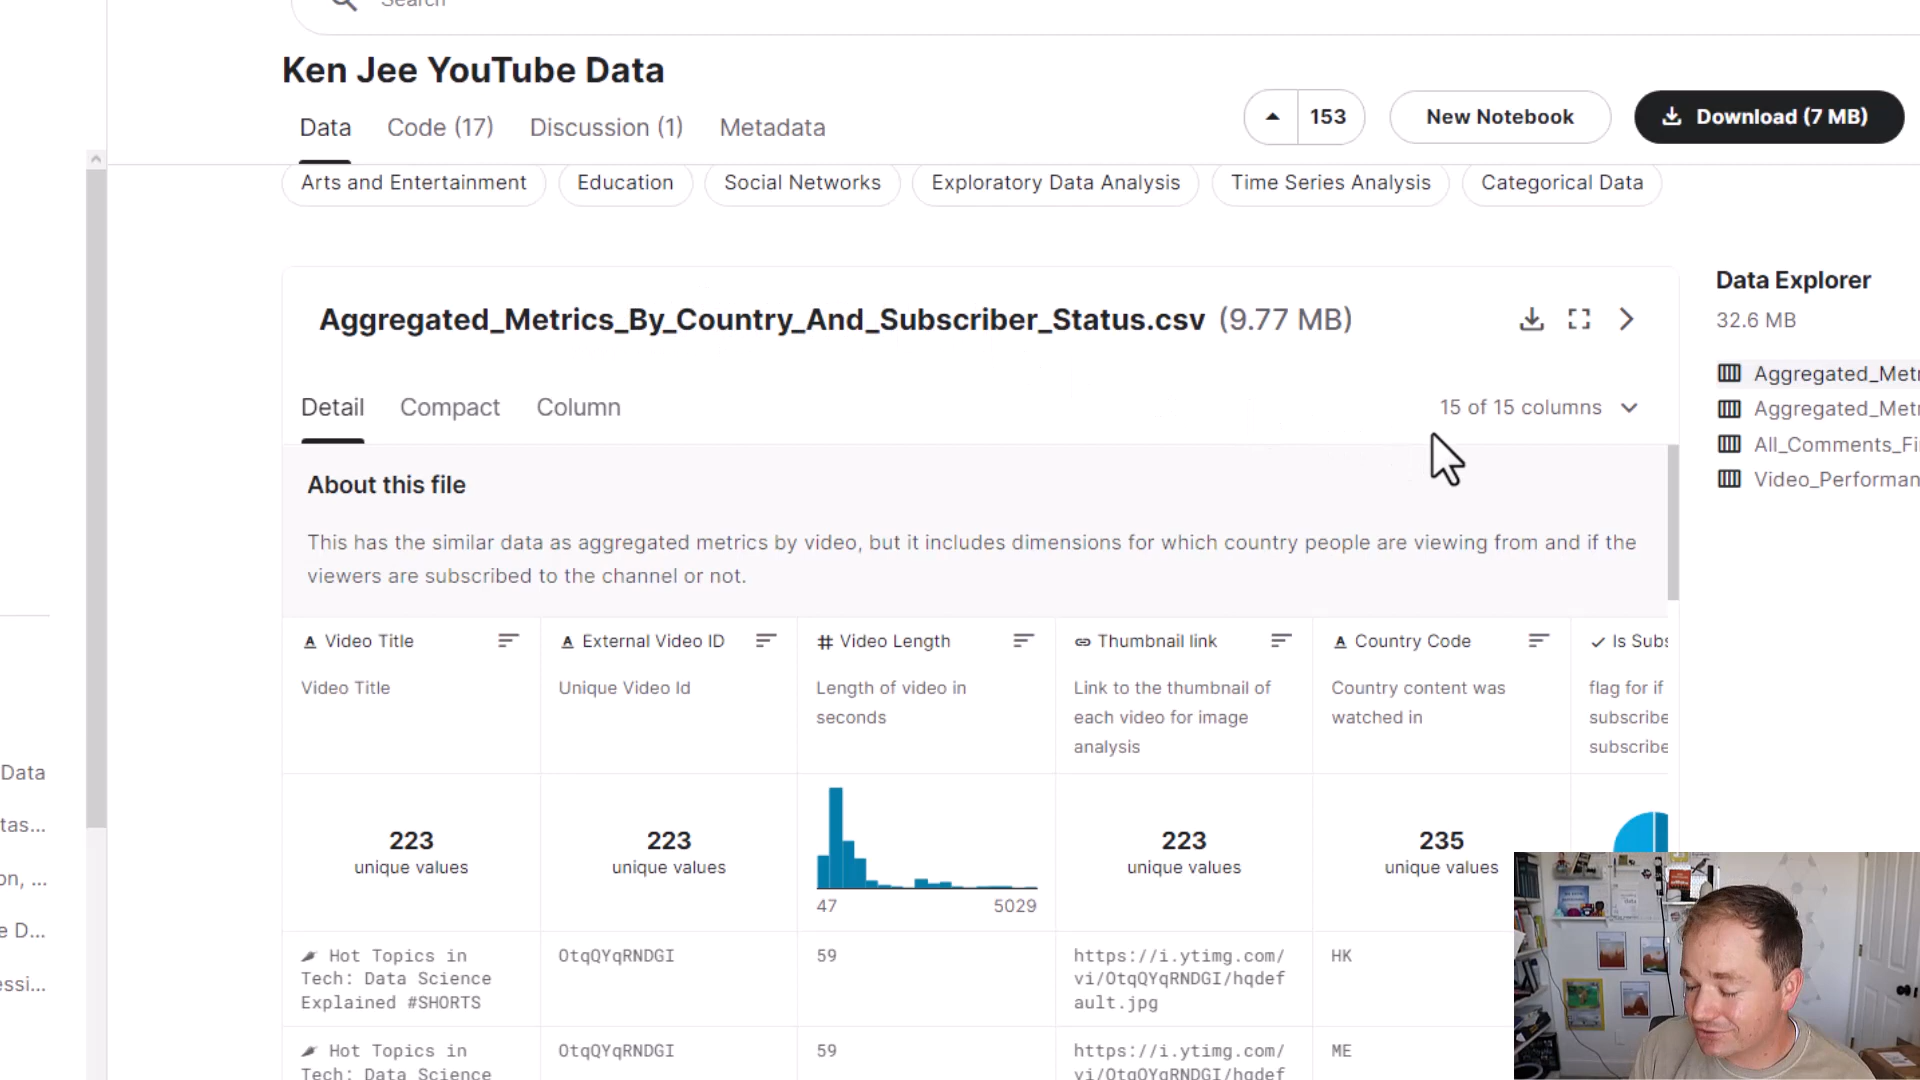 Search
Ken Jee YouTube Data
Data
Code (17)
Discussion (1)
Metadata
153
New Notebook
Download (7 MB)
Arts and Entertainment
Education
Social Networks
Exploratory Data Analysis
Time Series Analysis
Categorical Data
Aggregated_Metrics_By_Country_And_Subscriber_Status.csv (9.77 MB)
Data Explorer
32.6 MB
Aggregated_Metr
Aggregated_Metr
All_Comments_Fi
Video_Performan
Detail
Compact
Column
15 of 15 columns
About this file
This has the similar data as aggregated metrics by video, but it includes dimensions for which country people are viewing from and if the
viewers are subscribed to the channel or not.
Video Title
External Video ID
Video Length
Thumbnail link
Country Code
Is Subs
Video Title
Unique Video Id
Length of video in
seconds
Link to the thumbnail of
each video for image
analysis
Country content was
watched in
flag for if
subscribe
subscribe
223
unique values
223
unique values
47
5029
223
unique values
235
unique values
Hot Topics in
Tech: Data Science
Explained #SHORTS
OtqQYqRNDGI
59
https://i.ytimg.com/
vi/OtqQYqRNDGI/hqdef
ault.jpg
HK
Hot Topics in
Tech: Data Science
OtqQYqRNDGI
59
https://i.ytimg.com/
vi/OtqQYqRNDGI/hqdef
ME
Data
tas...
on, ...
e D...
essi...